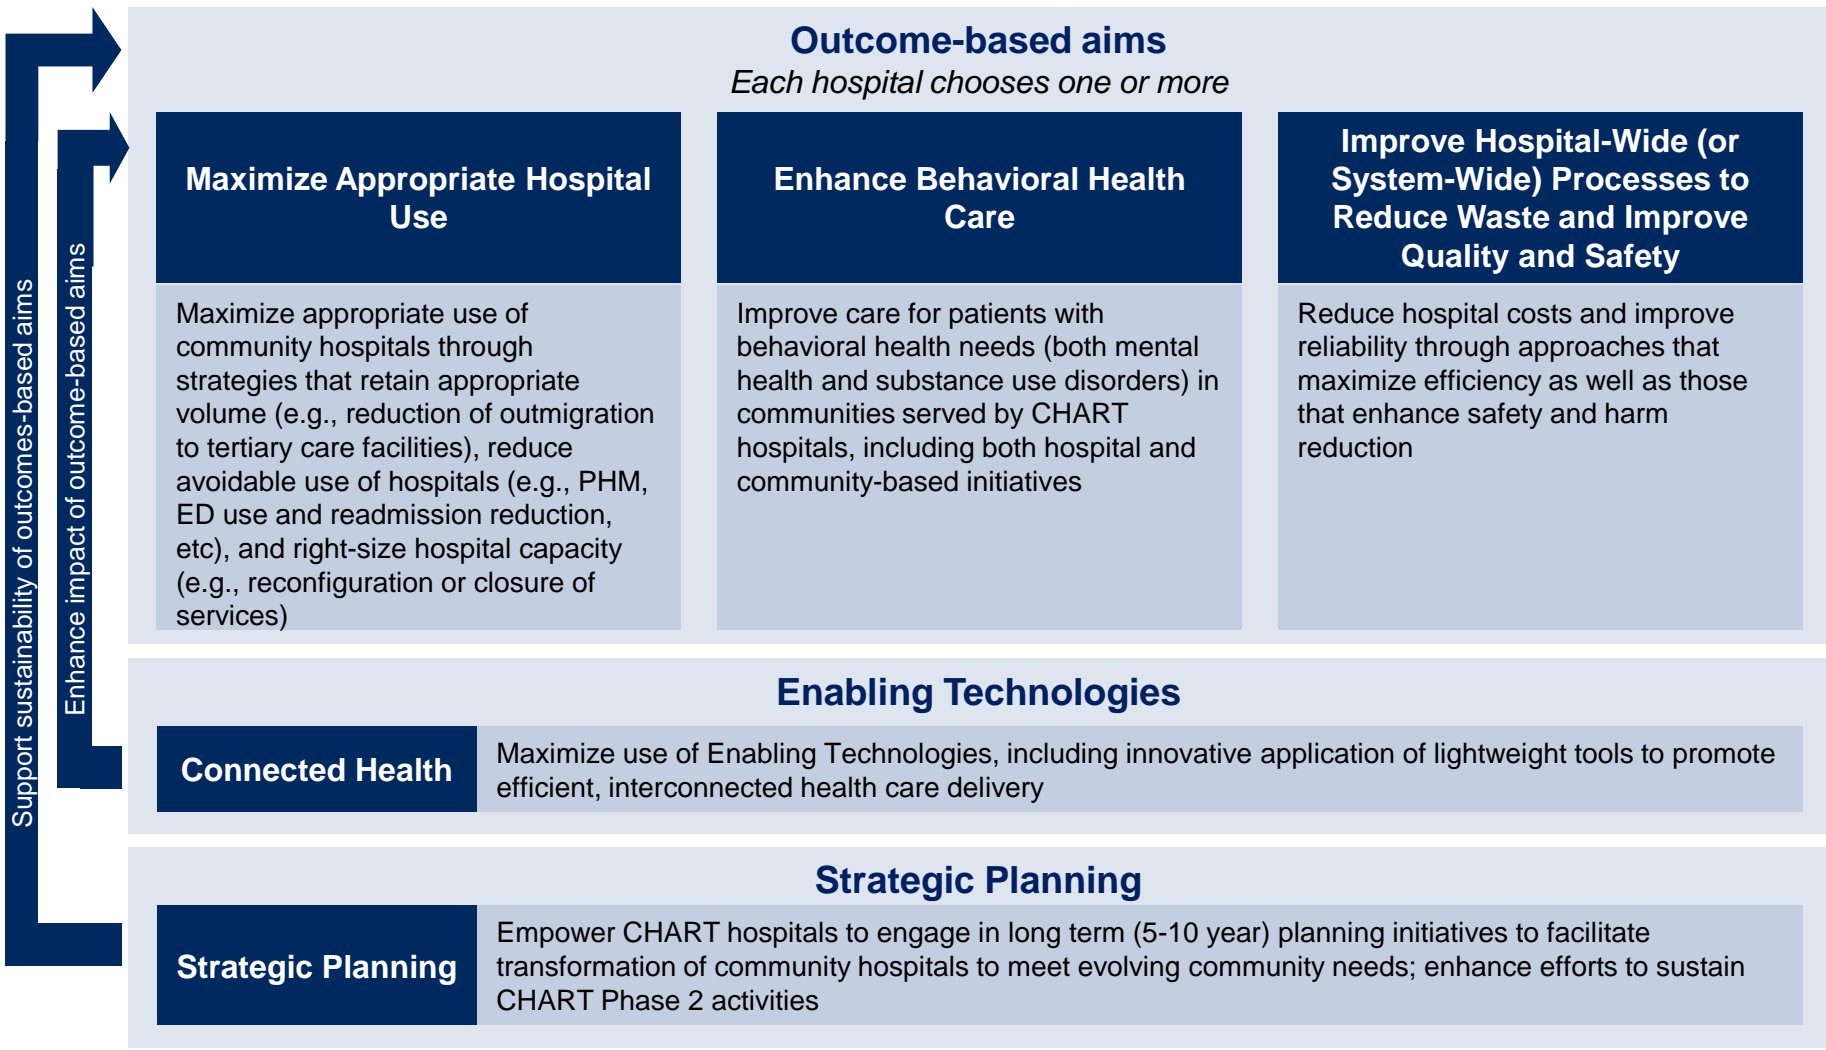 Outcome-based aims
Each hospital chooses one or more
Maximize Appropriate Hospital
Use
Maximize appropriate use of
community hospitals through
strategies that retain appropriate
volume (e.g., reduction of outmigration
to tertiary care facilities), reduce
avoidable use of hospitals (e.g., PHM,
ED use and readmission reduction,
etc), and right-size hospital capacity
(e.g., reconfiguration or closure of
services)
Enhance Behavioral Health
Care
Improve care for patients with
behavioral health needs (both mental
health and substance use disorders) in
communities served by CHART
hospitals, including both hospital and
community-based initiatives
Improve Hospital-Wide (or
System-Wide) Processes to
Reduce Waste and Improve
Quality and Safety
Reduce hospital costs and improve
reliability through approaches that
maximize efficiency as well as those
that enhance safety and harm
reduction
Support sustainability of outcomes-based aims
Enhance impact of outcome-based aims
Enabling Technologies
Connected Health
Maximize use of Enabling Technologies, including innovative application of lightweight tools to promote
efficient, interconnected health care delivery
Strategic Planning
Strategic Planning
Empower CHART hospitals to engage in long term (5-10 year) planning initiatives to facilitate
transformation of community hospitals to meet evolving community needs; enhance efforts to sustain
CHART Phase 2 activities